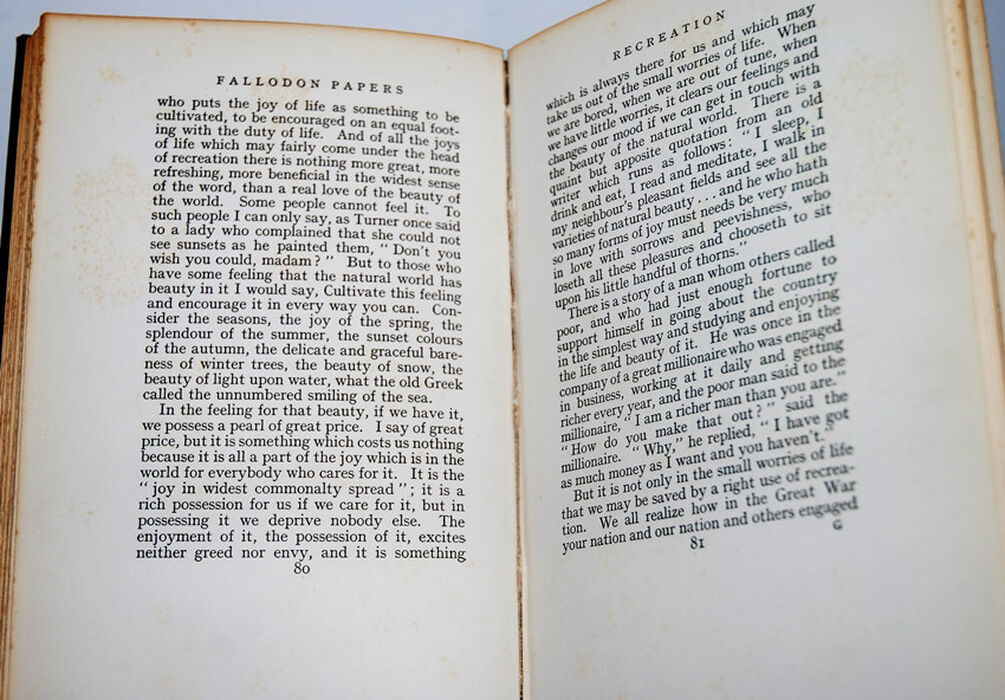 FALLODON PAPERS
who puts the joy of life as something to be
cultivated, to be encouraged on an equal foot-
ing with the duty of life. And of all the joys
of life which may fairly come under the head
of recreation there is nothing more great, more
refreshing, more beneficial in the widest sense
of the word, than a real love of the beauty of
the world. Some people cannot feel it. To
such people I can only say, as Turner once said
to a lady who complained that she could not
see sunsets as he painted them, " Don't you
wish you could, madam ? " But to those who
have some feeling that the natural world has
beauty in it I would say, Cultivate this feeling
and encourage it in every way you can. Con-
sider the seasons, the joy of the spring, the
splendour of the summer, the sunset colours
of the autumn, the delicate and graceful bare-
ness of winter trees, the beauty of snow, the
beauty of light upon water, what the old Greek
called the unnumbered smiling of the sea.
In the feeling for that beauty, if we have it,
we possess a pearl of great price. I say of great
price, but it is something which costs us nothing
because it is all a part of the joy which is in the
world for everybody who cares for it. It is the
" joy in widest commonalty spread " ; it is a
rich possession for us if we care for it, but in
possessing it we deprive nobody else. The
enjoyment of it, the possession of it, excites
neither greed nor envy, and it is something
80
RECREATION
which is always there for us and which may
take us out of the small worries of life. When
we are bored, when we are out of tune, when
we have little worries, it clears our feelings and
changes our mood if we can get in touch with
the beauty of the natural world. There is a
quaint but apposite quotation from an old
writer which runs as follows : " I sleep, I
drink and eat, I read and meditate, I walk in
my neighbour's pleasant fields and see all the
varieties of natural beauty . . . and he who hath
so many forms of joy must needs be very much
in love with sorrows and peevishness, who
loseth all these pleasures and chooseth to sit
upon his little handful of thorns."
There is a story of a man whom others called
poor, and who had just enough fortune to
support himself in going about the country
in the simplest way and studying and enjoying
the life and beauty of it. He was once in the
company of a great millionaire who was engaged
in business, working at it daily and getting
richer every year, and the poor man said to the
millionaire, " I am a richer man than you are."
" How do you make that out ? " said the
millionaire. " Why," he replied, " I have got
as much money as I want and you haven't."
But it is not only in the small worries of life
that we may be saved by a right use of recrea-
tion. We all realize how in the Great War
your nation and our nation and others engaged
81
G